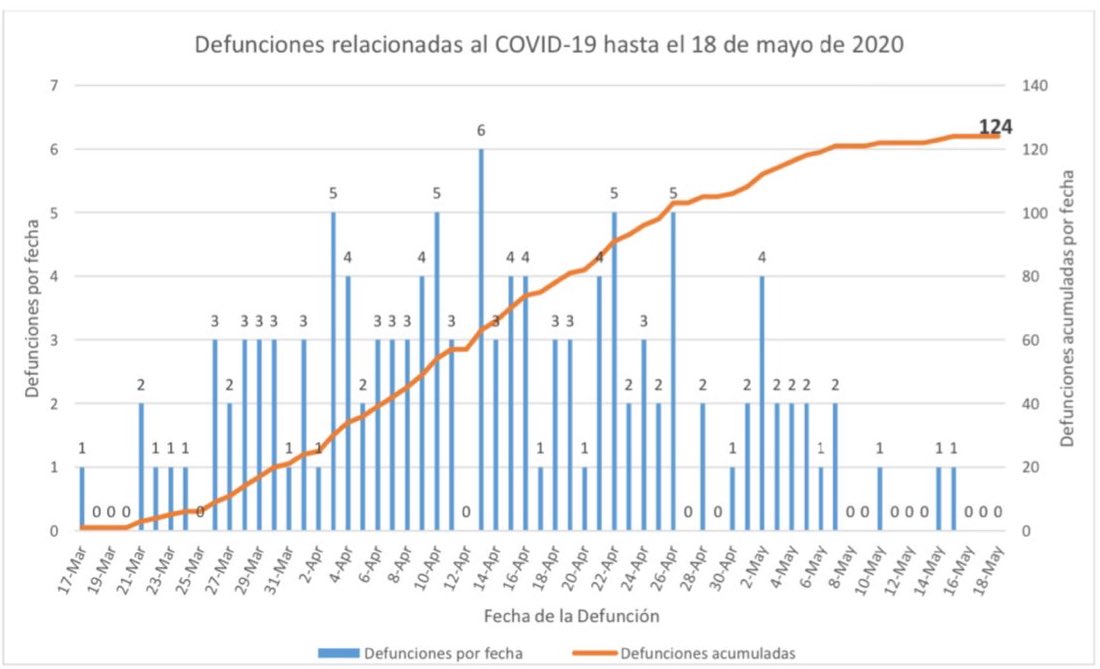 Defunciones relacionadas al COVID-19 hasta el 18 de mayo de 2020
Defunciones por fecha
7 140
6 6 124 120
5 5 5 5 5 100
4 4 4 4 4 4 4 80
3 3 3 3 3 3 3 3 3 3 3 3 3 3 3 60
2 2 2 2 2 2 2 2 2 2 2 2 40
1 1 1 1 1 1 1 1 1 1 1 1 1 1 20
0 0 0 0 0 0 0 0 0 0 0 0 0 0 0 0 0
17-Mar 19-Mar 21-Mar 23-Mar 25-Mar 27-Mar 29-Mar 31-Mar 2-Apr 4-Apr 6-Apr 8-Apr 10-Apr 12-Apr 14-Apr 16-Apr 18-Apr 20-Apr 22-Apr 24-Apr 26-Apr 28-Apr 30-Apr 2-May 4-May 6-May 8-May 10-May 12-May 14-May 16-May 18-May
Defunciones acumuladas por fecha
Fecha de la Defunción
Defunciones por fecha Defunciones acumuladas